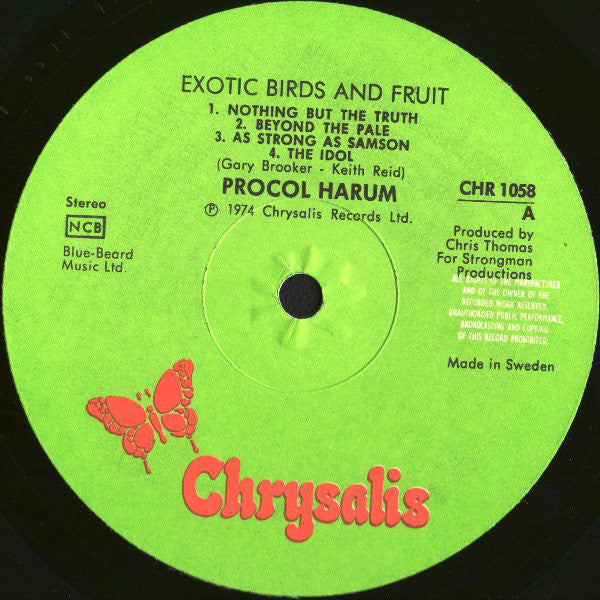 EXOTIC BIRDS AND FRUIT
1. NOTHING BUT THE TRUTH
2. BEYOND THE PALE
3. AS STRONG AS SAMSON
4. THE IDOL
(Gary Brooker - Keith Reid)
PROCOL HARUM
℗ 1974 Chrysalis Records Ltd.
Stereo
NCB
Blue-Beard
Music Ltd.
CHR 1058
A
Produced by
Chris Thomas
For Strongman
Productions
ALL RIGHTS OF THE MANUFACTURER
AND OF THE OWNER OF THE
RECORDED WORK RESERVED.
UNAUTHORISED PUBLIC PERFORMANCE,
BROADCASTING AND COPYING
OF THIS RECORD PROHIBITED.
Made in Sweden
Chrysalis